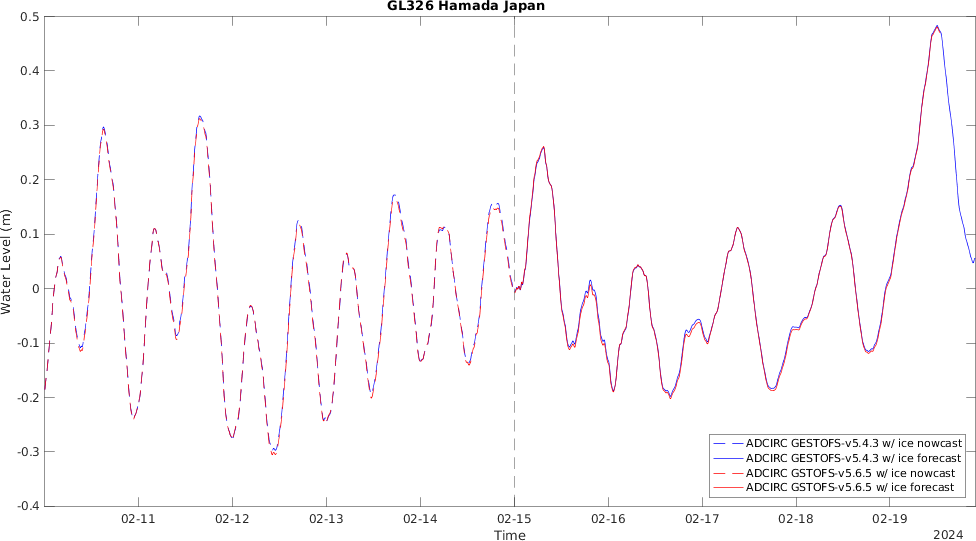 GL326 Hamada Japan
0.5
0.4
0.3
0.2
0.1
0
-0.1
-0.2
-0.3
-0.4
Water Level (m)
02-11
02-12
02-13
02-14
02-15
02-16
02-17
02-18
02-19
Time
2024
ADCIRC GESTOFS-v5.4.3 w/ ice nowcast
ADCIRC GESTOFS-v5.4.3 w/ ice forecast
ADCIRC GSTOFS-v5.6.5 w/ ice nowcast
ADCIRC GSTOFS-v5.6.5 w/ ice forecast